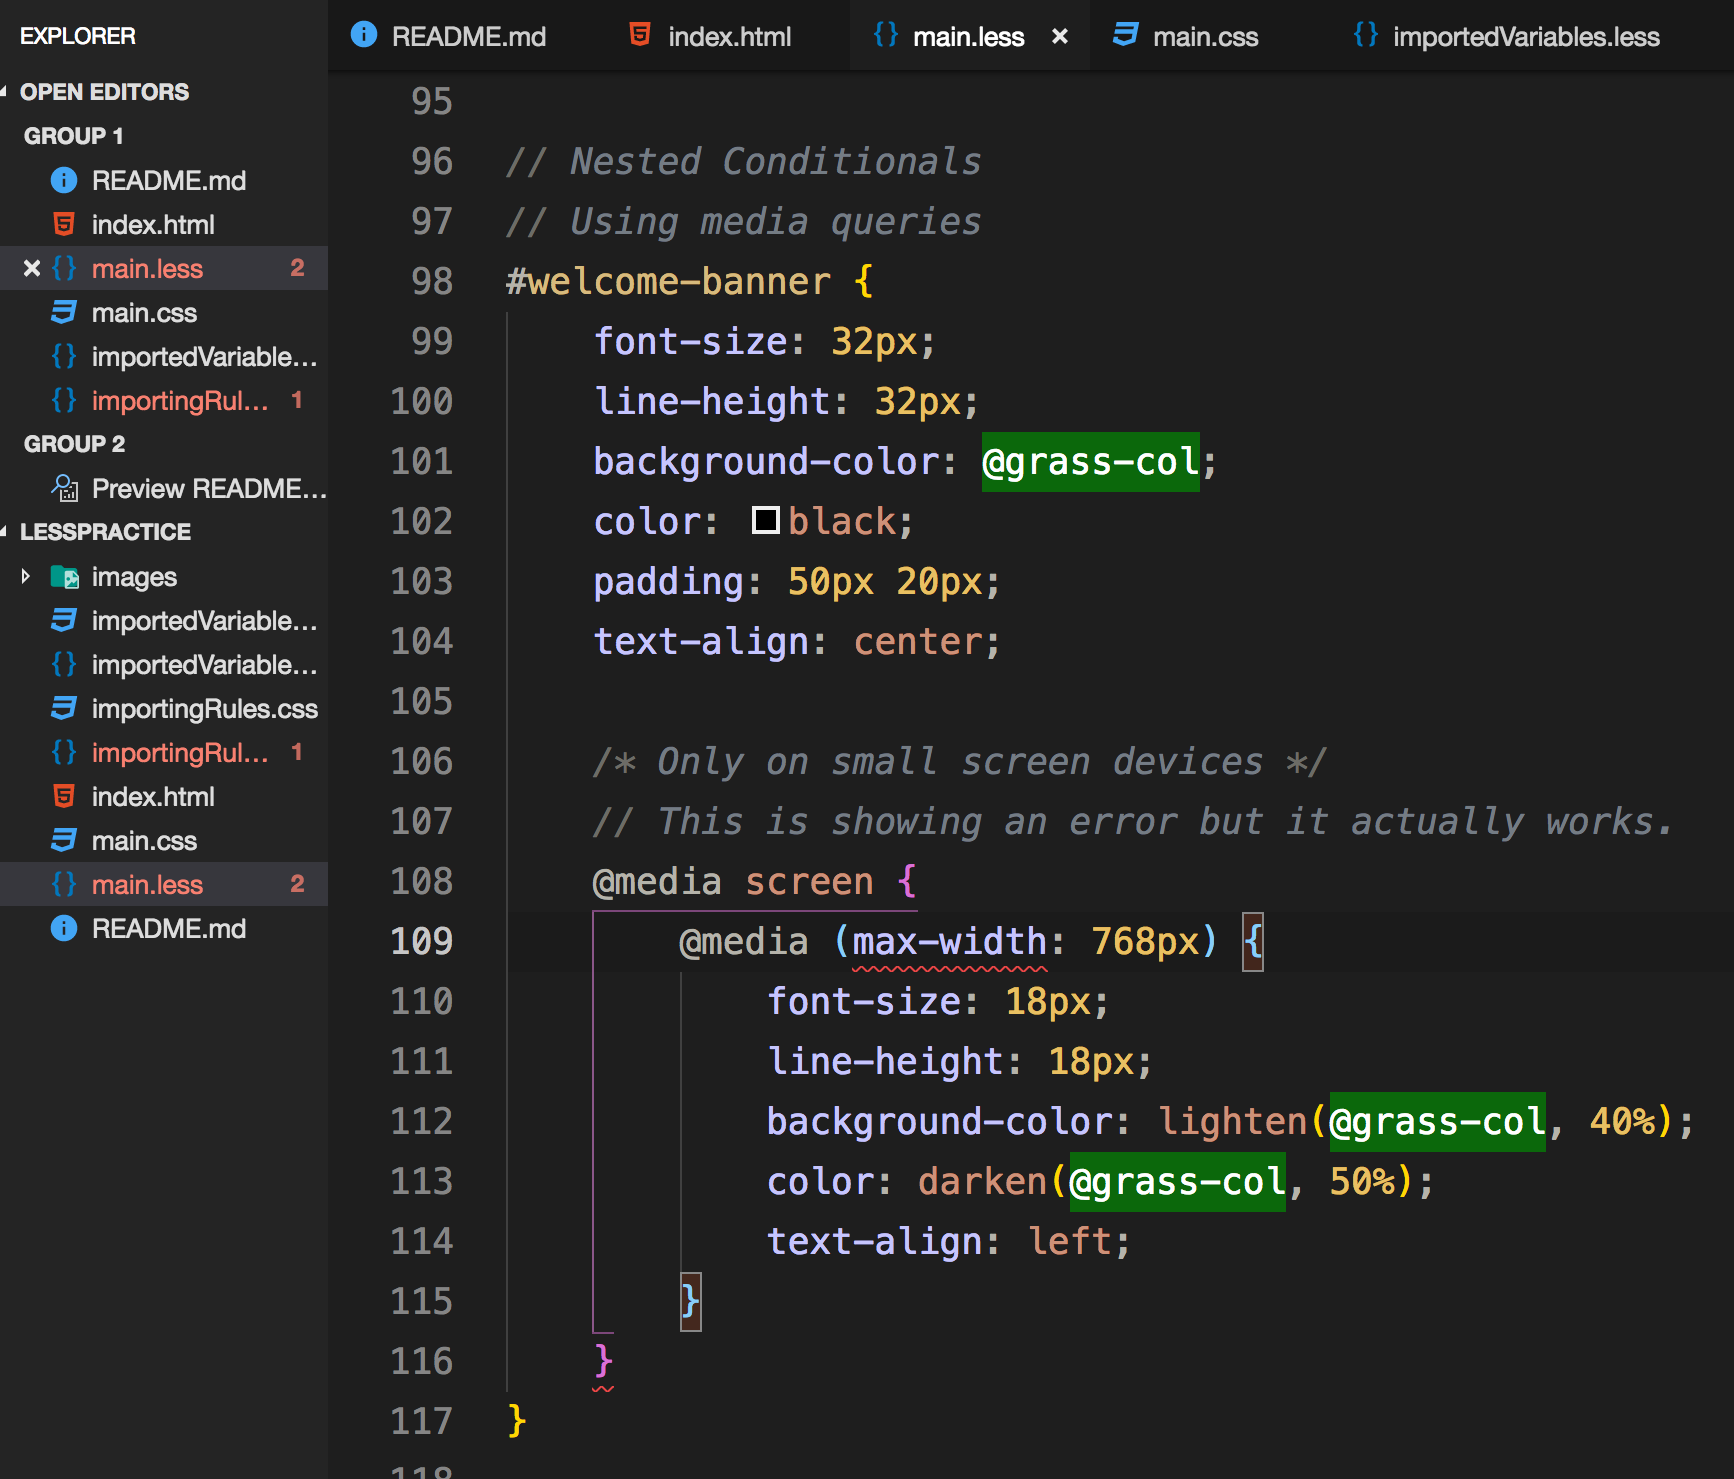 EXPLORER
OPEN EDITORS
GROUP 1
README.md
index.html
main.less 2
main.css
importedVariable...
importingRul... 1
GROUP 2
Preview README...
LESSPRACTICE
images
importedVariable...
importedVariable...
importingRules.css
importingRul... 1
index.html
main.css
main.less 2
README.md
README.md index.html main.less × main.css importedVariables.less
95
96 // Nested Conditionals
97 // Using media queries
98 #welcome-banner {
99 font-size: 32px;
100 line-height: 32px;
101 background-color: @grass-col;
102 color: black;
103 padding: 50px 20px;
104 text-align: center;
105
106 /* Only on small screen devices */
107 // This is showing an error but it actually works.
108 @media screen {
109 @media (max-width: 768px) {
110 font-size: 18px;
111 line-height: 18px;
112 background-color: lighten(@grass-col, 40%);
113 color: darken(@grass-col, 50%);
114 text-align: left;
115 }
116 }
117 }
118